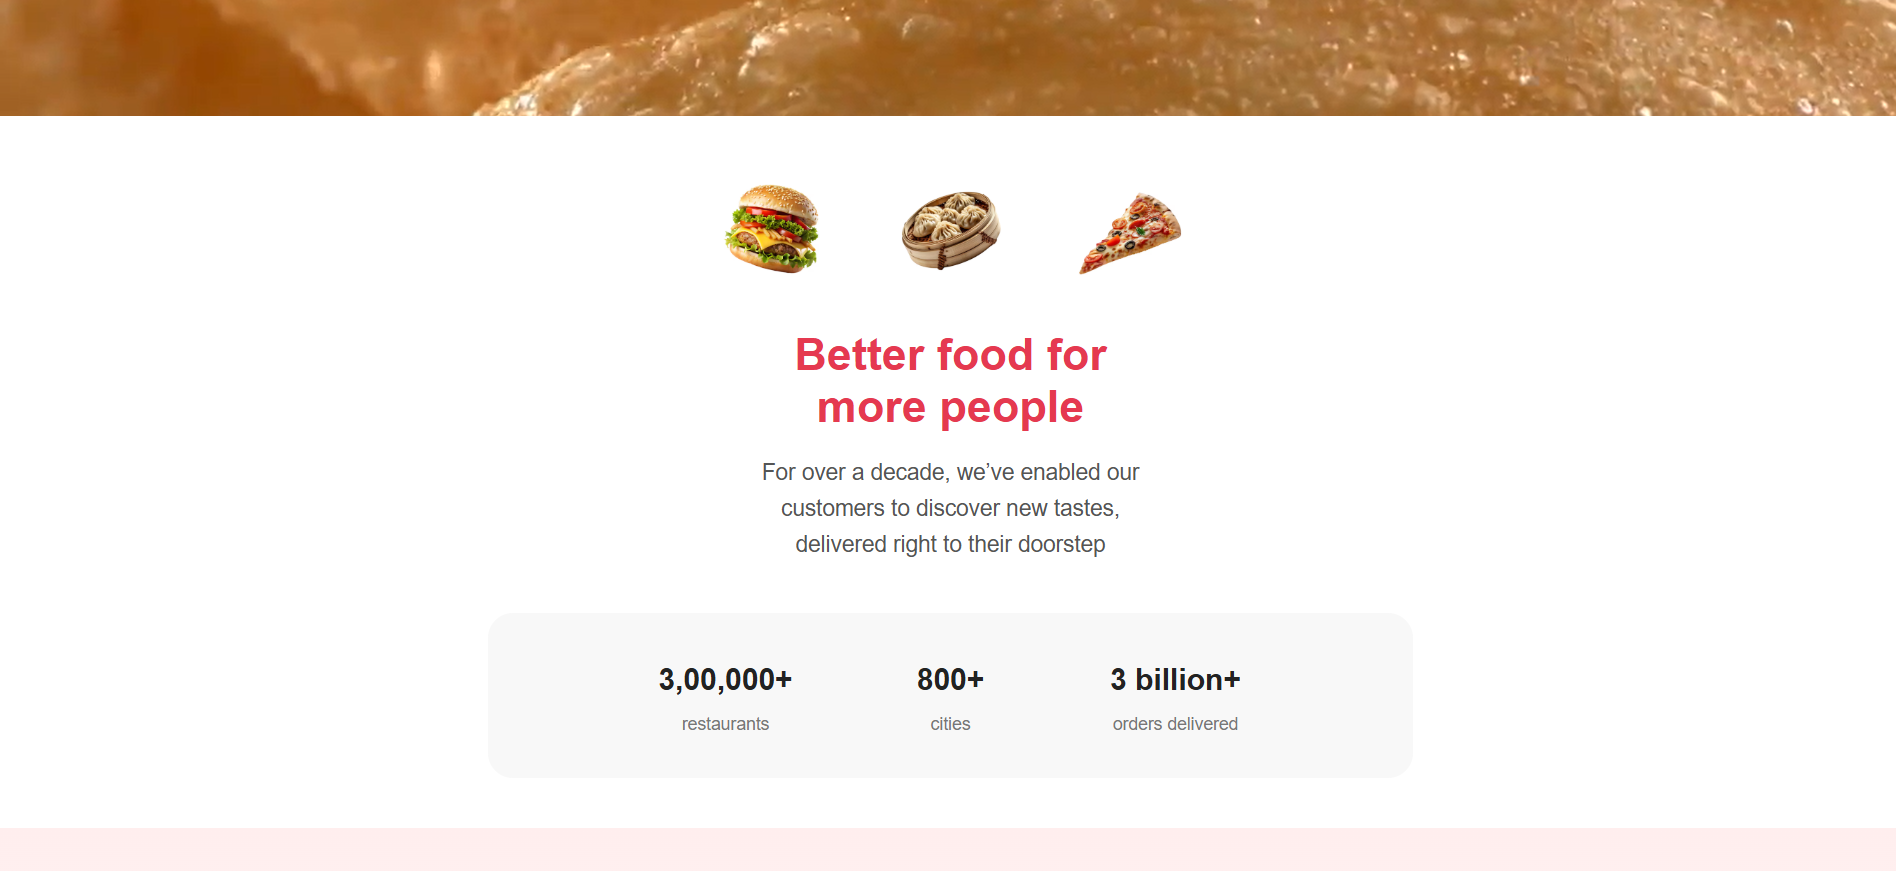 Better food for
more people
For over a decade, we’ve enabled our
customers to discover new tastes,
delivered right to their doorstep
3,00,000+
restaurants
800+
cities
3 billion+
orders delivered